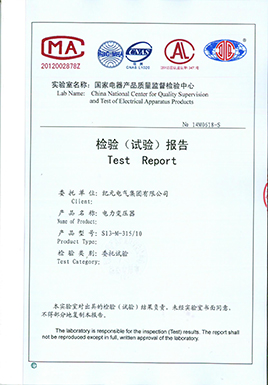 CMA
2012002878Z
CNAS
CAL
实验室名称: 国家电器产品质量监督检验中心
Lab Name: China National Center for Quality Supervision
and Test of Electrical Apparatus Products
检验（试验）报告
Test Report
委托单位: 纪元电气集团有限公司
Client:
产品名称: 电力变压器
Name of Product:
产品型号: S13-M-315/10
Product Type:
检验类别: 委托试验
Test Category:
本实验室对出具的检验（试验）结果负责。未经实验室书面同意，
不得部分地复制本报告。
The laboratory is responsible for the inspection (Test) results. The report shall
not be reproduced except in full, written approval of the laboratory.